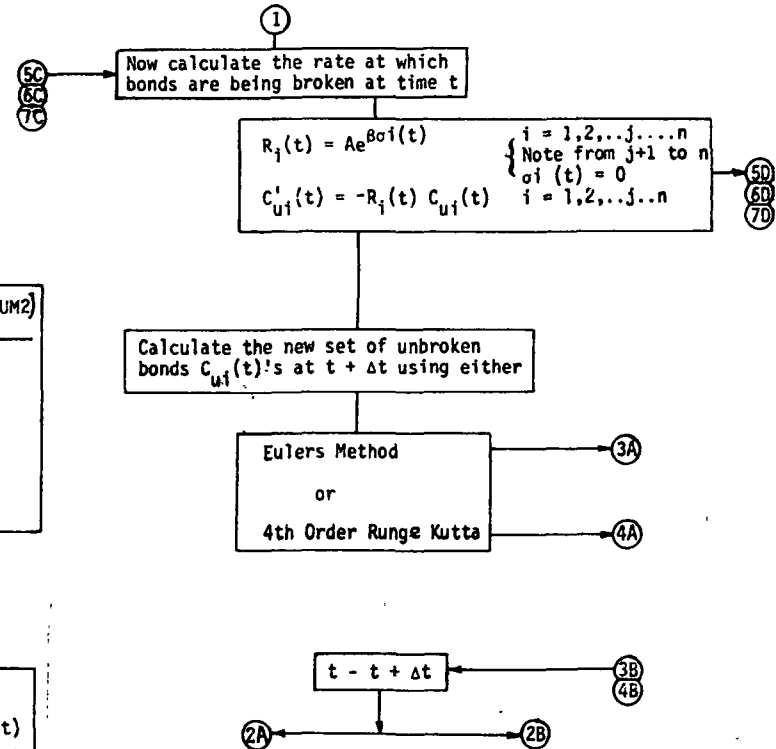 1
Now calculate the rate at which
bonds are being broken at time t
5C
6C
7C
R_i(t) = Ae^{βσi(t)} i = 1,2,..j....n
{Note from j+1 to n
σi (t) = 0
C'_{ui}(t) = -R_i(t) C_{ui}(t) i = 1,2,..j..n
5D
6D
7D
UM2)
Calculate the new set of unbroken
bonds C_{ui}(t)'s at t + Δt using either
Eulers Method
or
4th Order Runge Kutta
3A
4A
t - t + Δt
3B
4B
t)
2A
2B